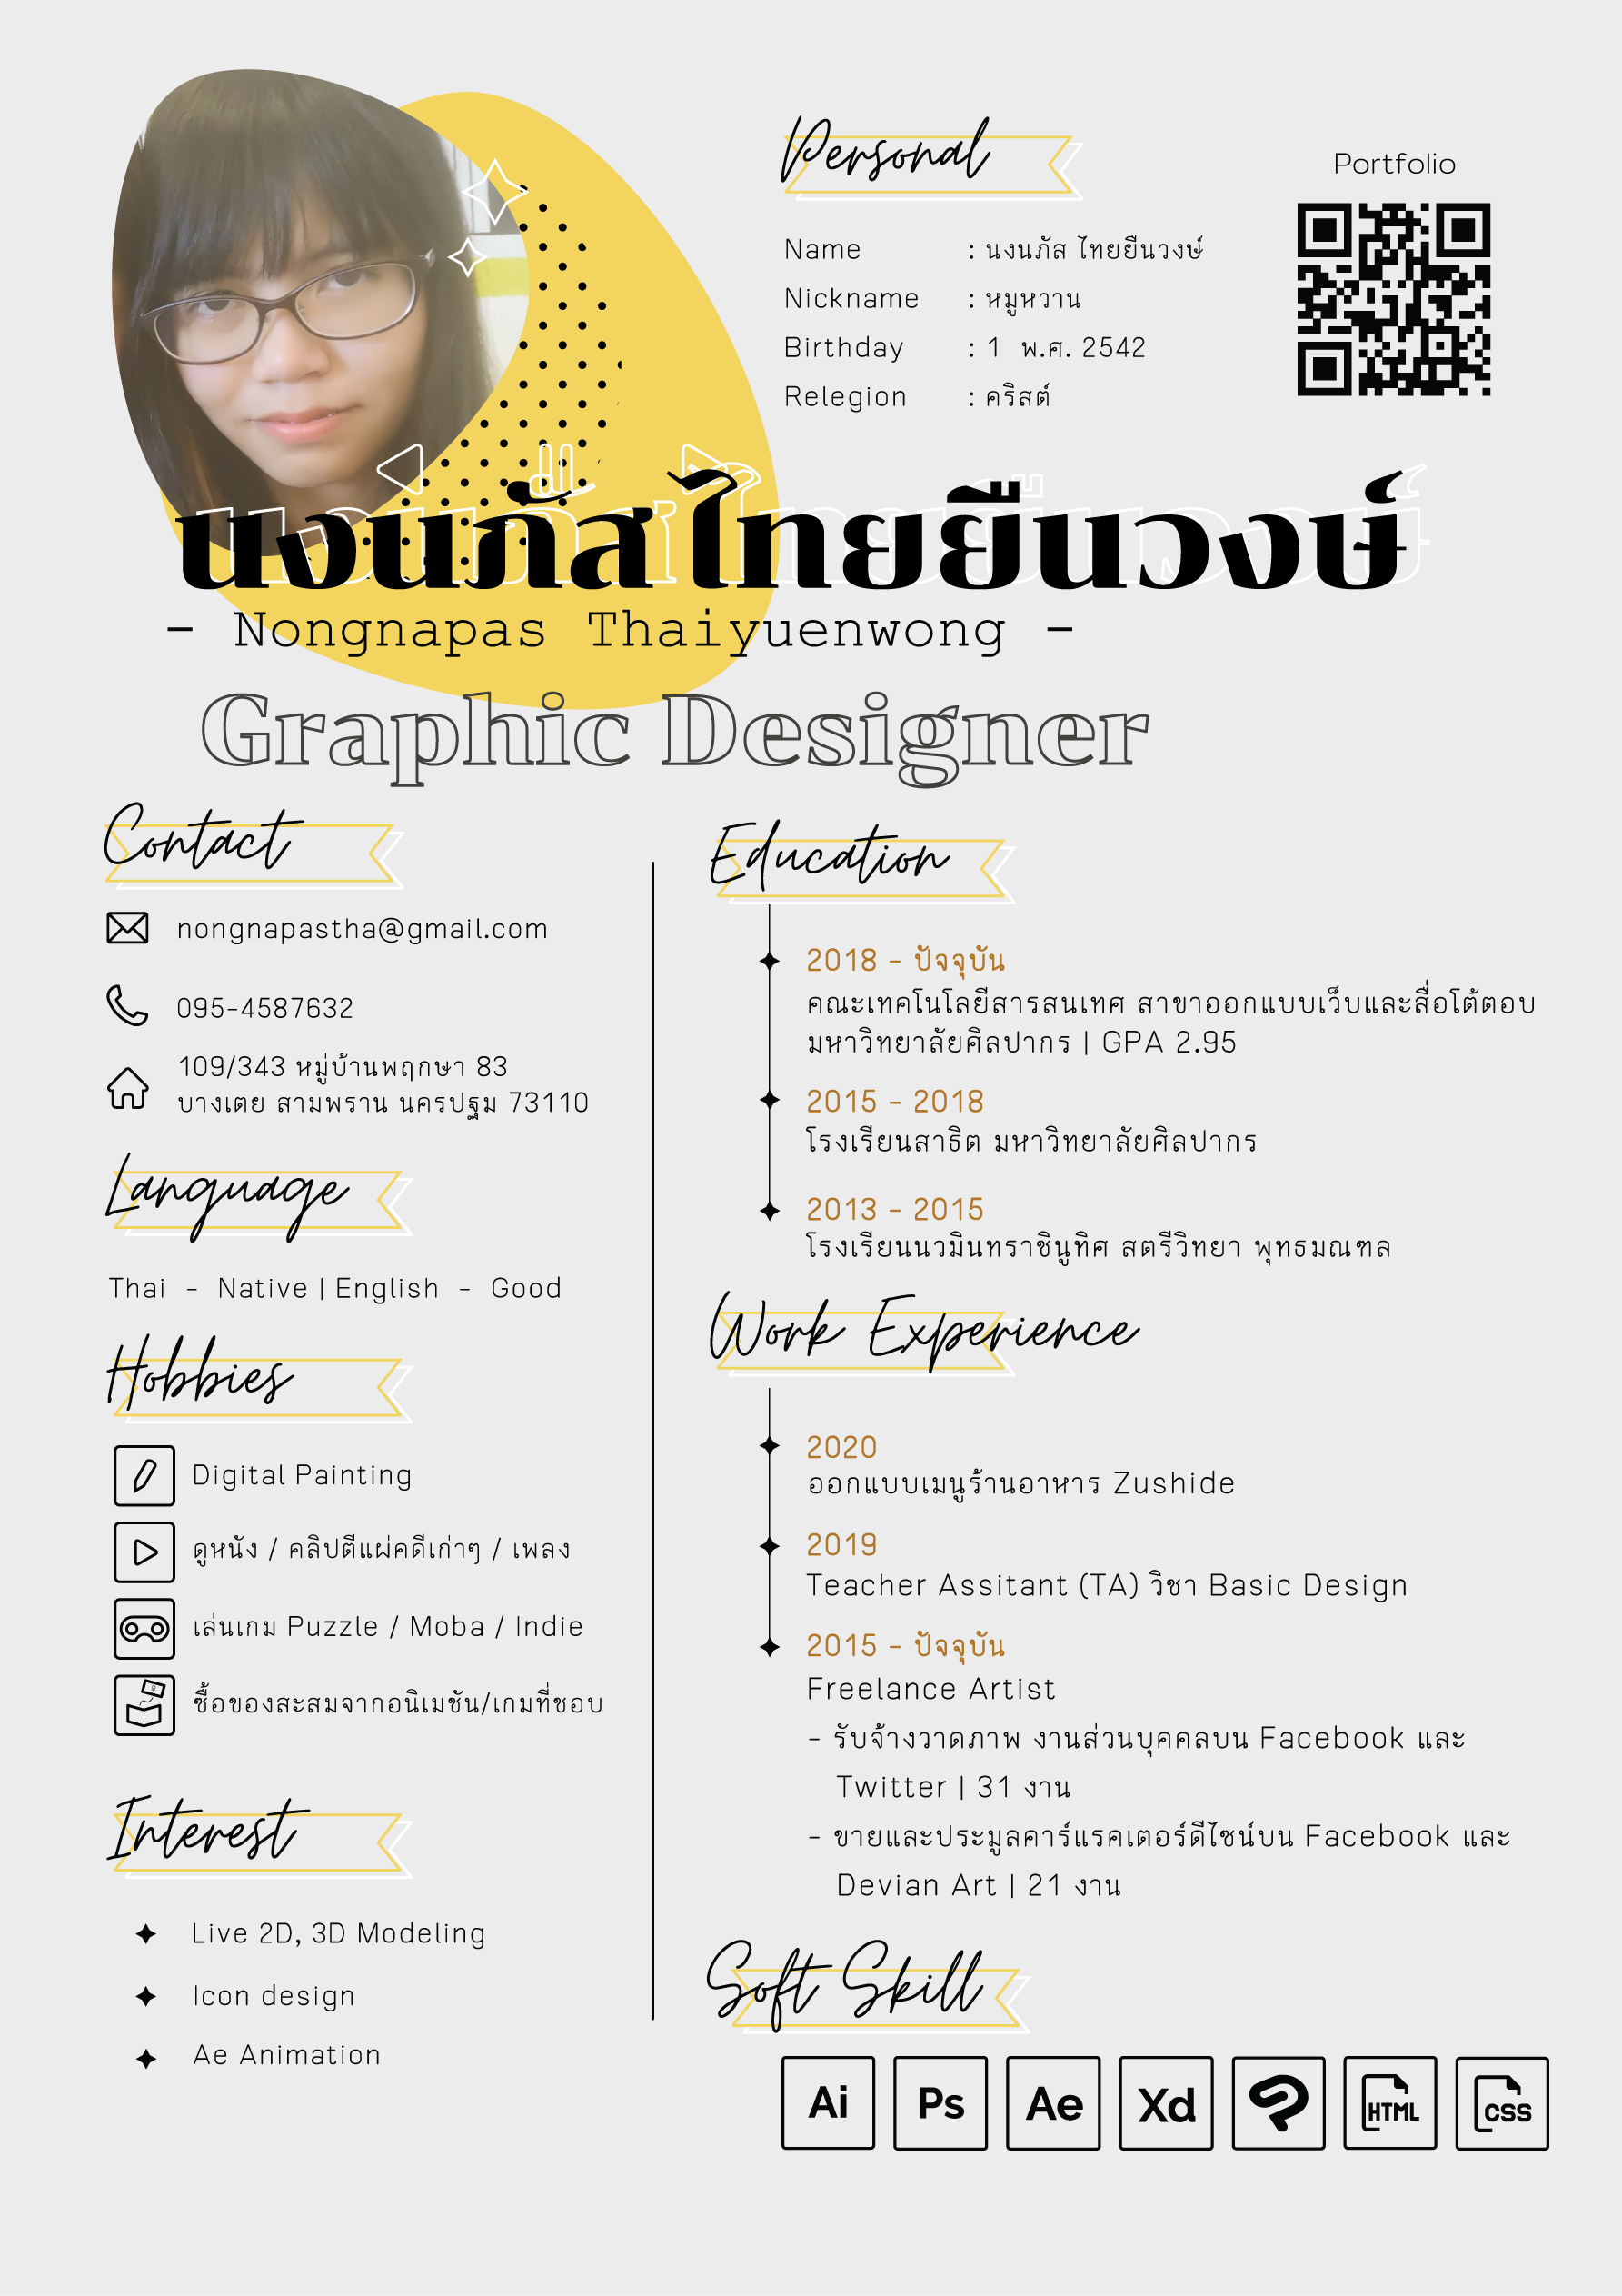 Personal
Portfolio
Name : นงนภัส ไทยยืนวงษ์
Nickname : หมูหวาน
Birthday : 1 พ.ศ. 2542
Relegion : คริสต์
นงนภัส ไทยยืนวงษ์
- Nongnapas Thaiyuenwong -
Graphic Designer
Contact
nongnapastha@gmail.com
095-4587632
109/343 หมู่บ้านพฤกษา 83
บางเตย สามพราน นครปฐม 73110
Language
Thai - Native | English - Good
Hobbies
Digital Painting
ดูหนัง / คลิปตีแผ่คดีเก่าๆ / เพลง
เล่นเกม Puzzle / Moba / Indie
ซื้อของสะสมจากอนิเมชัน/เกมที่ชอบ
Interest
Live 2D, 3D Modeling
Icon design
Ae Animation
Education
2018 - ปัจจุบัน
คณะเทคโนโลยีสารสนเทศ สาขาออกแบบเว็บและสื่อโต้ตอบ
มหาวิทยาลัยศิลปากร | GPA 2.95
2015 - 2018
โรงเรียนสาธิต มหาวิทยาลัยศิลปากร
2013 - 2015
โรงเรียนนวมินทราชินูทิศ สตรีวิทยา พุทธมณฑล
Work Experience
2020
ออกแบบเมนูร้านอาหาร Zushide
2019
Teacher Assitant (TA) วิชา Basic Design
2015 - ปัจจุบัน
Freelance Artist
- รับจ้างวาดภาพ งานส่วนบุคคลบน Facebook และ
Twitter | 31 งาน
- ขายและประมูลคาร์แรคเตอร์ดีไซน์บน Facebook และ
Devian Art | 21 งาน
Soft Skill
Ai Ps Ae Xd HTML CSS